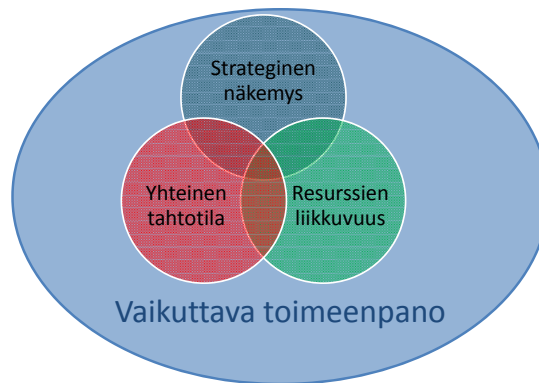 Strateginen
näkemys
Yhteinen
tahtotila
Resurssien
liikkuvuus
Vaikuttava toimeenpano